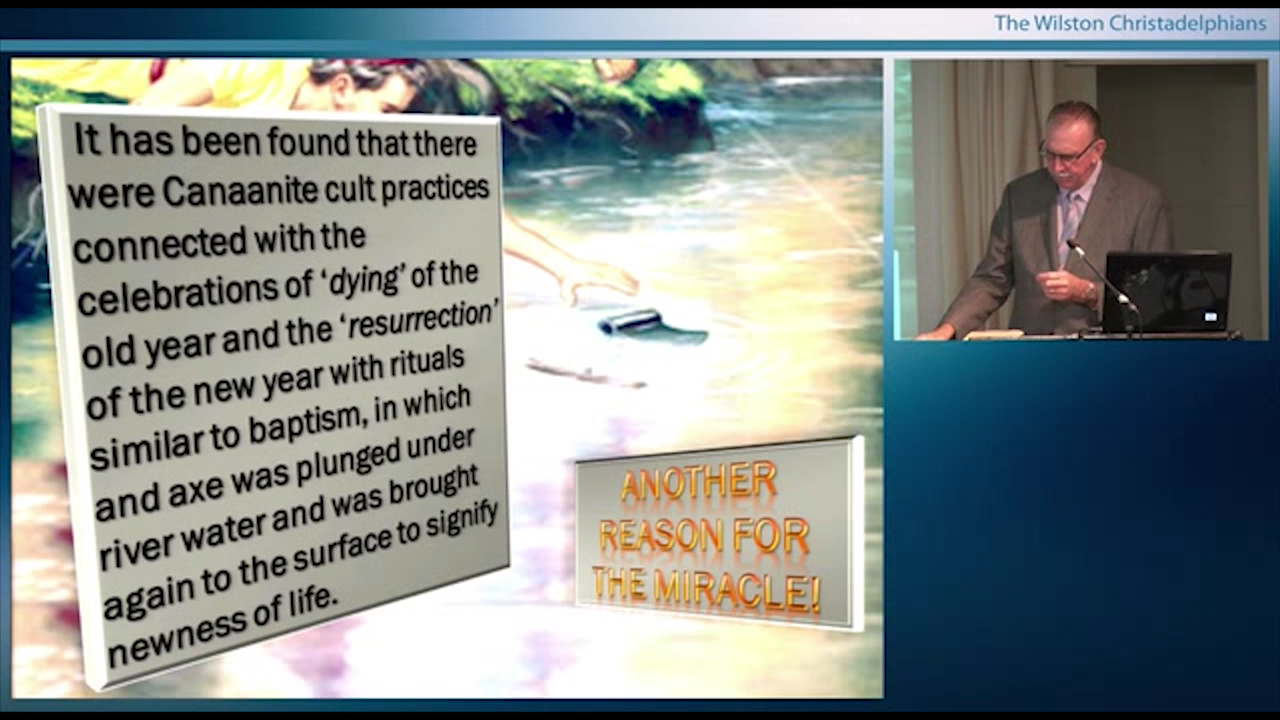 The Wilston Christadelphians
It has been found that there
were Canaanite cult practices
connected with the
celebrations of ‘dying’ of the
old year and the ‘resurrection’
of the new year with rituals
similar to baptism, in which
and axe was plunged under
river water and was brought
again to the surface to signify
newness of life.
ANOTHER
REASON FOR
THE MIRACLE!